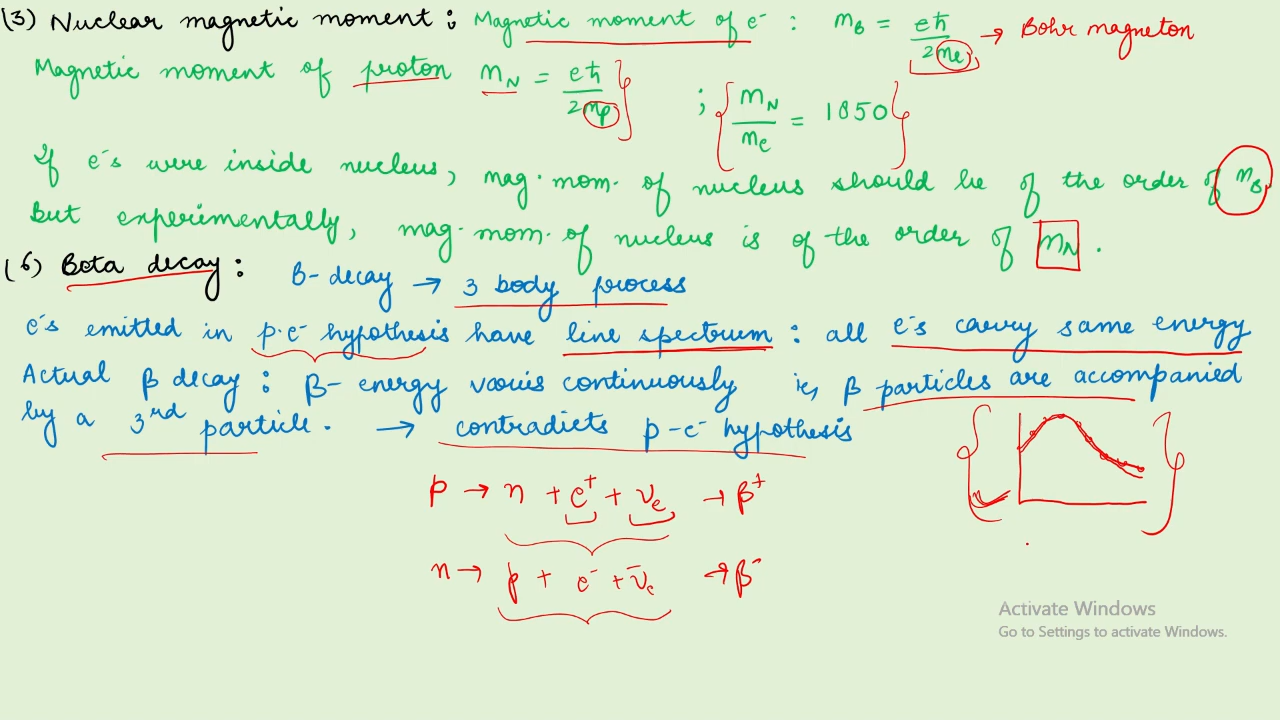 (3) Nuclear magnetic moment : Magnetic moment of e⁻ : m_B = eħ/2m_e → Bohr magneton
Magnetic moment of proton m_N = eħ/2m_p ; { m_N/m_e = 1850 }
If e⁻s were inside nucleus, mag. mom. of nucleus should be of the order of m_B
But experimentally, mag. mom. of nucleus is of the order of m_N .
(6) Beta decay : β- decay → 3 body process
e⁻s emitted in p.e⁻ hypothesis have line spectrum : all e⁻s carry same energy
Actual β decay : β- energy varies continuously ie, β particles are accompanied
by a 3rd particle. → contradicts p-e⁻ hypothesis
p → n + e⁺ + ν_e → β⁺
n → p + e⁻ + ν̄_e → β⁻
Activate Windows
Go to Settings to activate Windows.